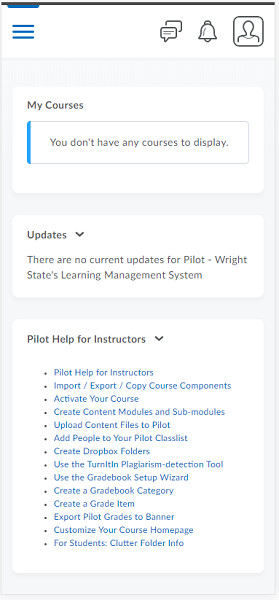 My Courses
You don't have any courses to display.
Updates
There are no current updates for Pilot - Wright
State's Learning Management System
Pilot Help for Instructors
Pilot Help for Instructors
Import / Export / Copy Course Components
Activate Your Course
Create Content Modules and Sub-modules
Upload Content Files to Pilot
Add People to Your Pilot Classlist
Create Dropbox Folders
Use the TurnItIn Plagiarism-detection Tool
Use the Gradebook Setup Wizard
Create a Gradebook Category
Create a Grade Item
Export Pilot Grades to Banner
Customize Your Course Homepage
For Students: Clutter Folder Info